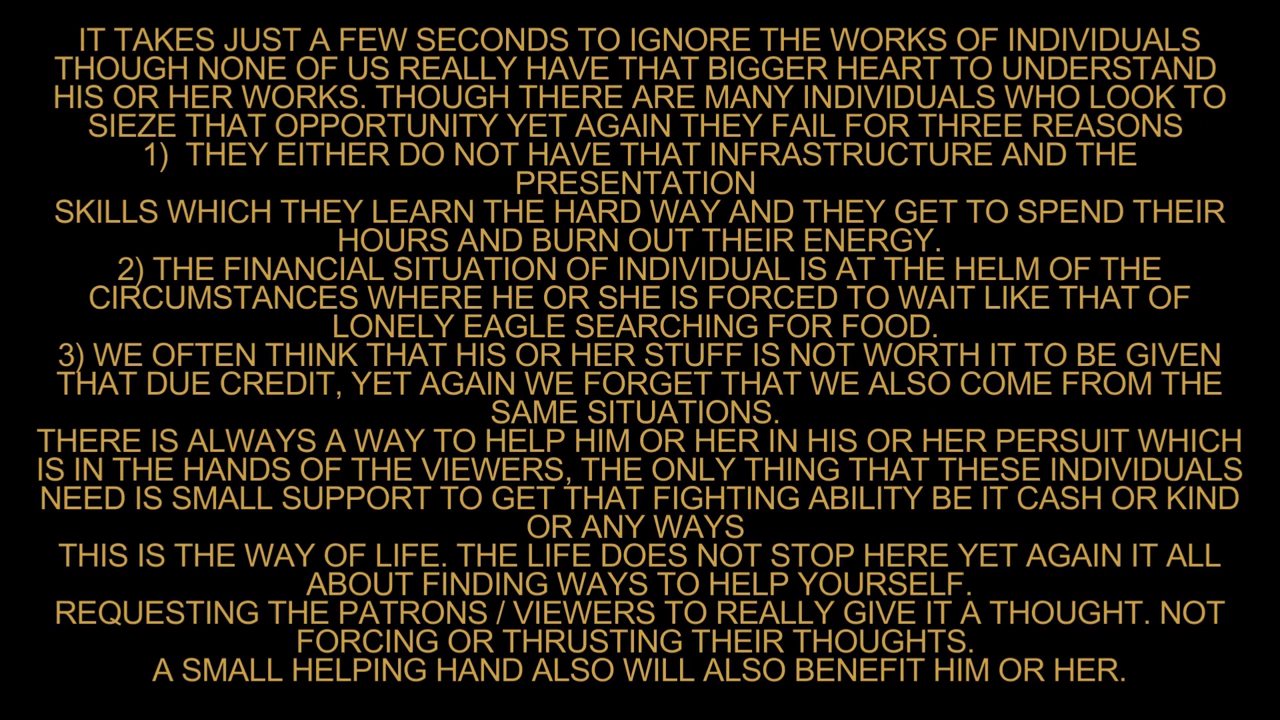 IT TAKES JUST A FEW SECONDS TO IGNORE THE WORKS OF INDIVIDUALS
THOUGH NONE OF US REALLY HAVE THAT BIGGER HEART TO UNDERSTAND
HIS OR HER WORKS. THOUGH THERE ARE MANY INDIVIDUALS WHO LOOK TO
SIEZE THAT OPPORTUNITY YET AGAIN THEY FAIL FOR THREE REASONS
1)  THEY EITHER DO NOT HAVE THAT INFRASTRUCTURE AND THE
PRESENTATION
SKILLS WHICH THEY LEARN THE HARD WAY AND THEY GET TO SPEND THEIR
HOURS AND BURN OUT THEIR ENERGY.
2) THE FINANCIAL SITUATION OF INDIVIDUAL IS AT THE HELM OF THE
CIRCUMSTANCES WHERE HE OR SHE IS FORCED TO WAIT LIKE THAT OF
LONELY EAGLE SEARCHING FOR FOOD.
3) WE OFTEN THINK THAT HIS OR HER STUFF IS NOT WORTH IT TO BE GIVEN
THAT DUE CREDIT, YET AGAIN WE FORGET THAT WE ALSO COME FROM THE
SAME SITUATIONS.
THERE IS ALWAYS A WAY TO HELP HIM OR HER IN HIS OR HER PERSUIT WHICH
IS IN THE HANDS OF THE VIEWERS, THE ONLY THING THAT THESE INDIVIDUALS
NEED IS SMALL SUPPORT TO GET THAT FIGHTING ABILITY BE IT CASH OR KIND
OR ANY WAYS
THIS IS THE WAY OF LIFE. THE LIFE DOES NOT STOP HERE YET AGAIN IT ALL
ABOUT FINDING WAYS TO HELP YOURSELF.
REQUESTING THE PATRONS / VIEWERS TO REALLY GIVE IT A THOUGHT. NOT
FORCING OR THRUSTING THEIR THOUGHTS.
A SMALL HELPING HAND ALSO WILL ALSO BENEFIT HIM OR HER.